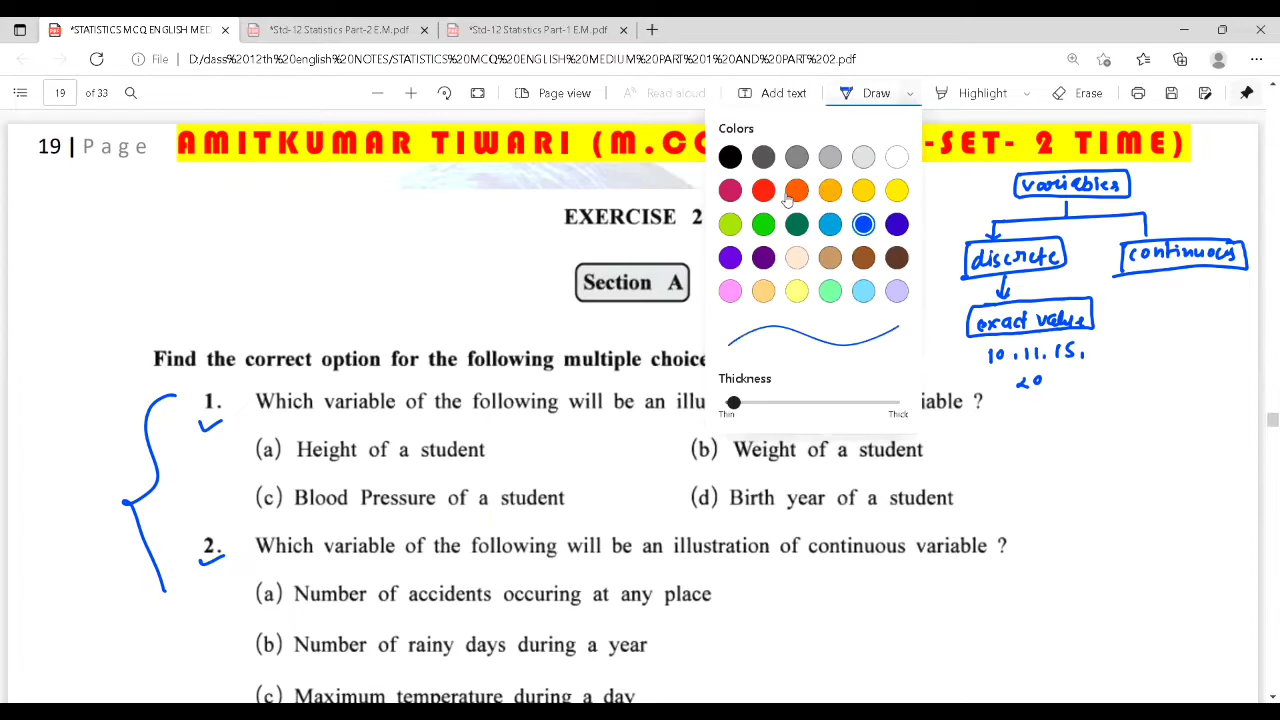 *STATISTICS MCQ ENGLISH MED
*Std-12 Statistics Part-2 E.M.pdf
*Std-12 Statistics Part-1 E.M.pdf
File
D:/class%2012th%20english%20NOTES/STATISTICS%20MCQ%20ENGLISH%20MEDIUM%20PART%201%20AND%20PART%202.pdf
19 of 33
Page view
Read aloud
Add text
Draw
Highlight
Erase
19 | Page
AMITKUMAR TIWARI (M.CO
-SET- 2 TIME)
Colors
Thickness
Thin
Thick
variables
discrete
continuous
exact value
10 . 11 . 15 .
20
EXERCISE 2
Section A
Find the correct option for the following multiple choice
1. Which variable of the following will be an illu
iable ?
(a) Height of a student
(b) Weight of a student
(c) Blood Pressure of a student
(d) Birth year of a student
2. Which variable of the following will be an illustration of continuous variable ?
(a) Number of accidents occuring at any place
(b) Number of rainy days during a year
(c) Maximum temperature during a day